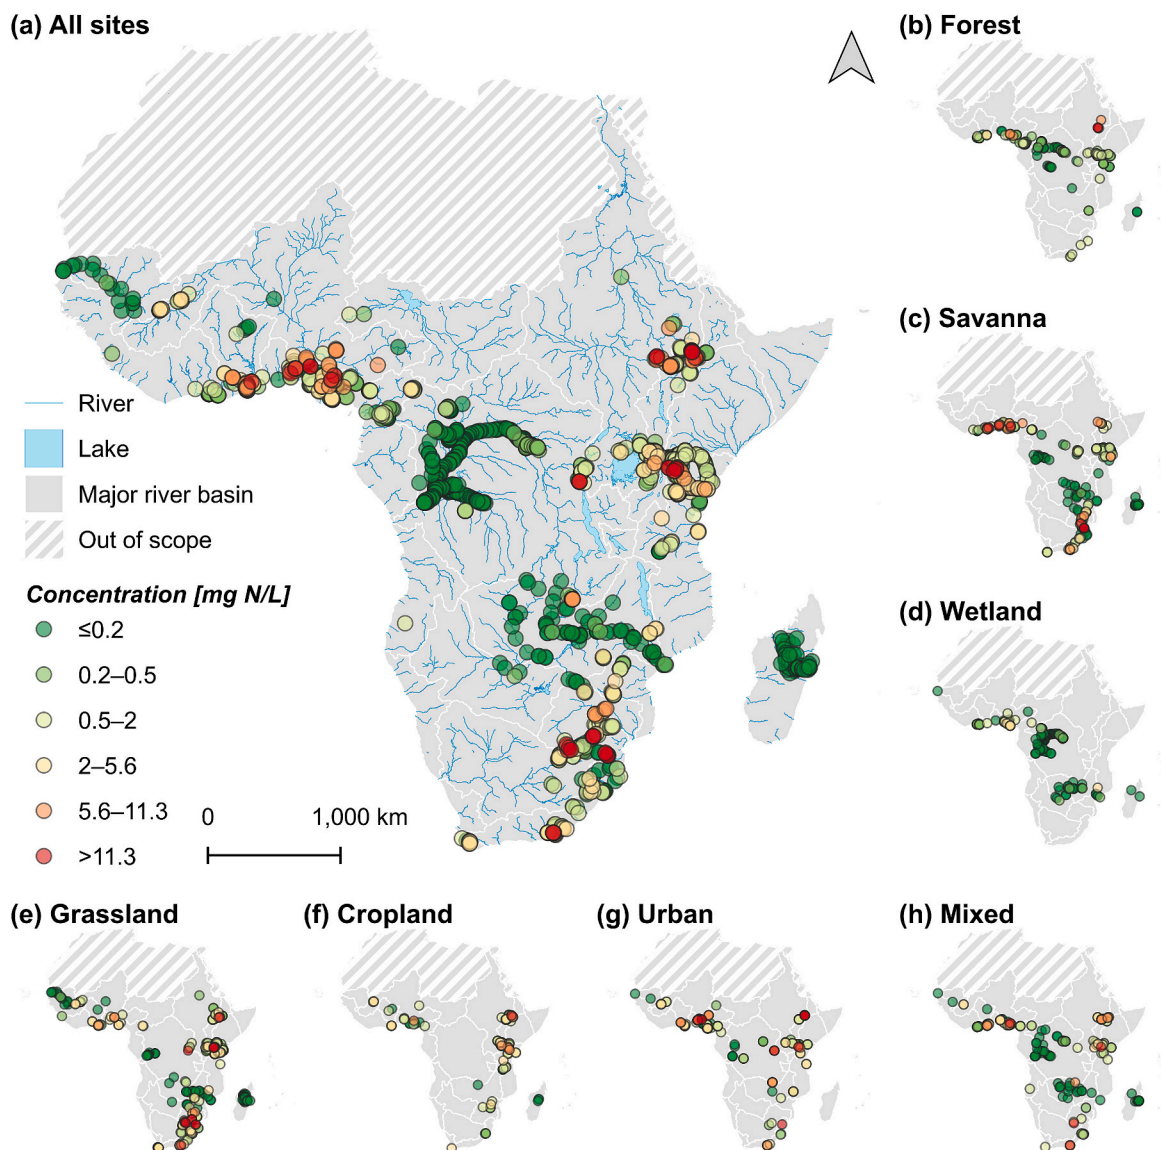 (a) All sites
(b) Forest
(c) Savanna
River
Lake
Major river basin
Out of scope
Concentration [mg N/L]
≤0.2
0.2–0.5
0.5–2
2–5.6
5.6–11.3
>11.3
0 1,000 km
(d) Wetland
(e) Grassland
(f) Cropland
(g) Urban
(h) Mixed